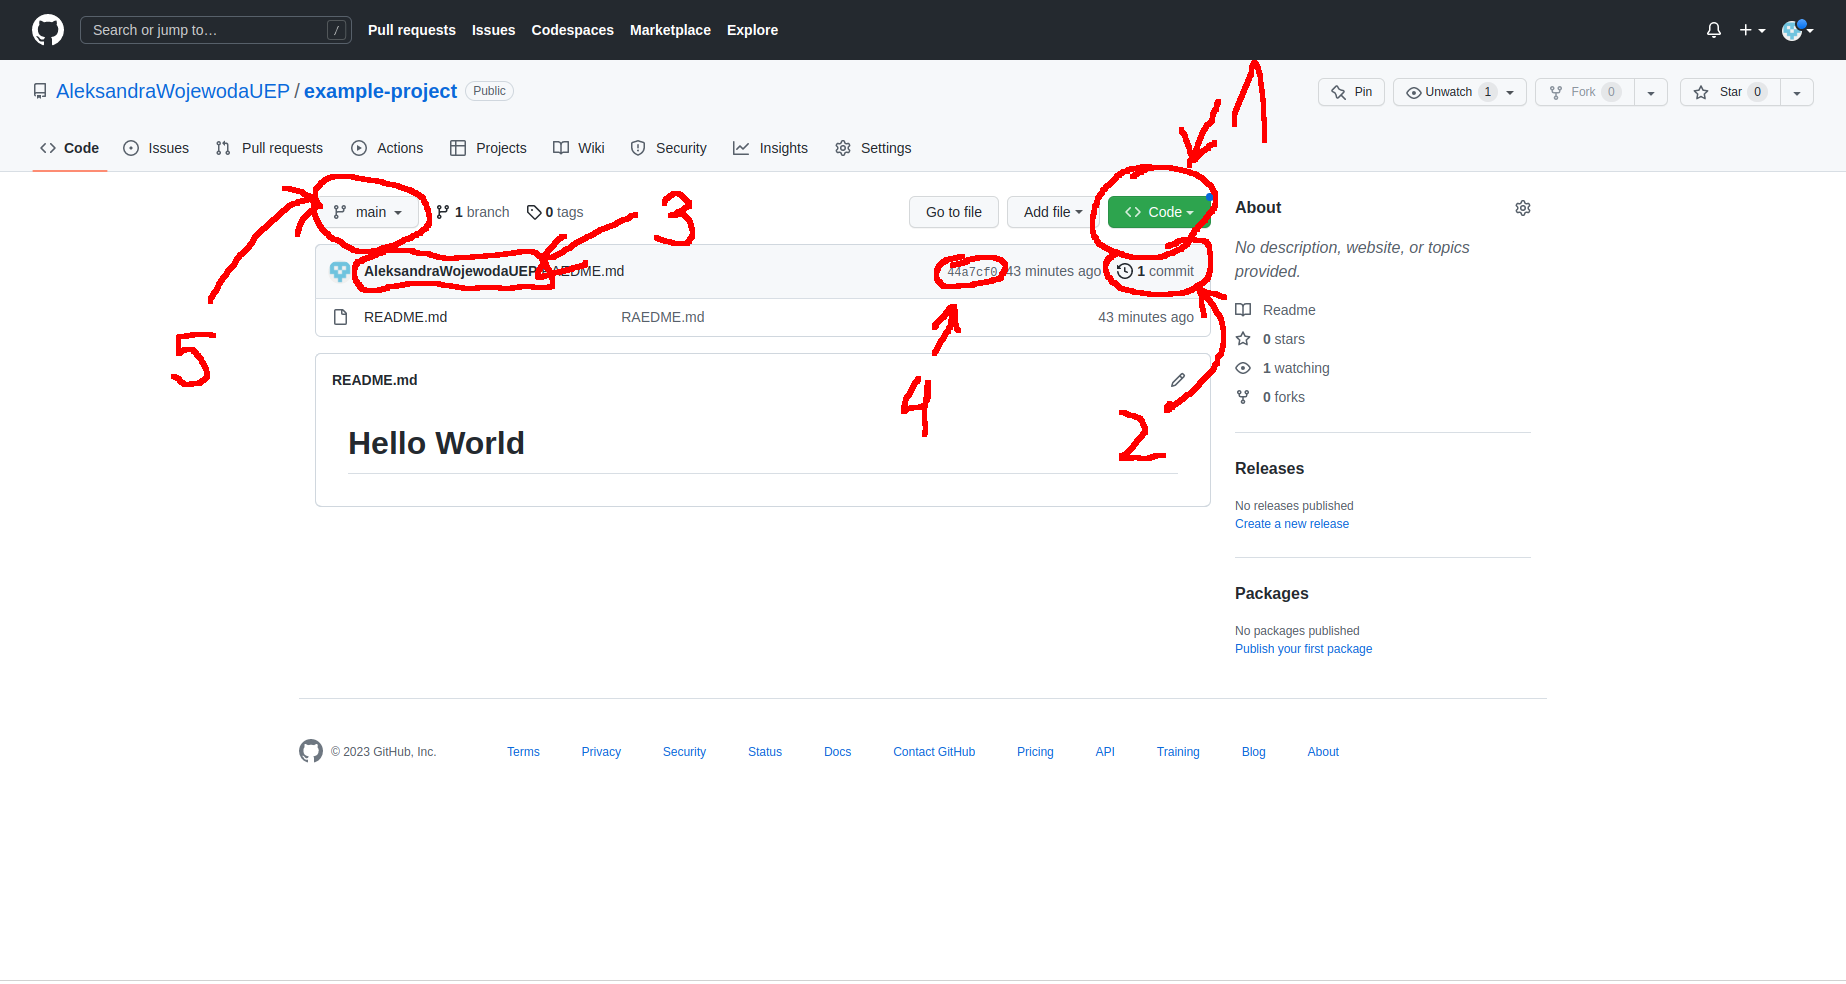 Search or jump to… /
Pull requests Issues Codespaces Marketplace Explore
1
AleksandraWojewodaUEP / example-project Public
Pin Unwatch 1 Fork 0 Star 0
Code Issues Pull requests Actions Projects Wiki Security Insights Settings
main 1 branch 0 tags Go to file Add file Code
3
AleksandraWojewodaUEP RAEDME.md 44a7cf0 43 minutes ago 1 commit
README.md RAEDME.md 43 minutes ago
5
4
2
README.md
Hello World
About
No description, website, or topics
provided.
Readme
0 stars
1 watching
0 forks
Releases
No releases published
Create a new release
Packages
No packages published
Publish your first package
© 2023 GitHub, Inc. Terms Privacy Security Status Docs Contact GitHub Pricing API Training Blog About